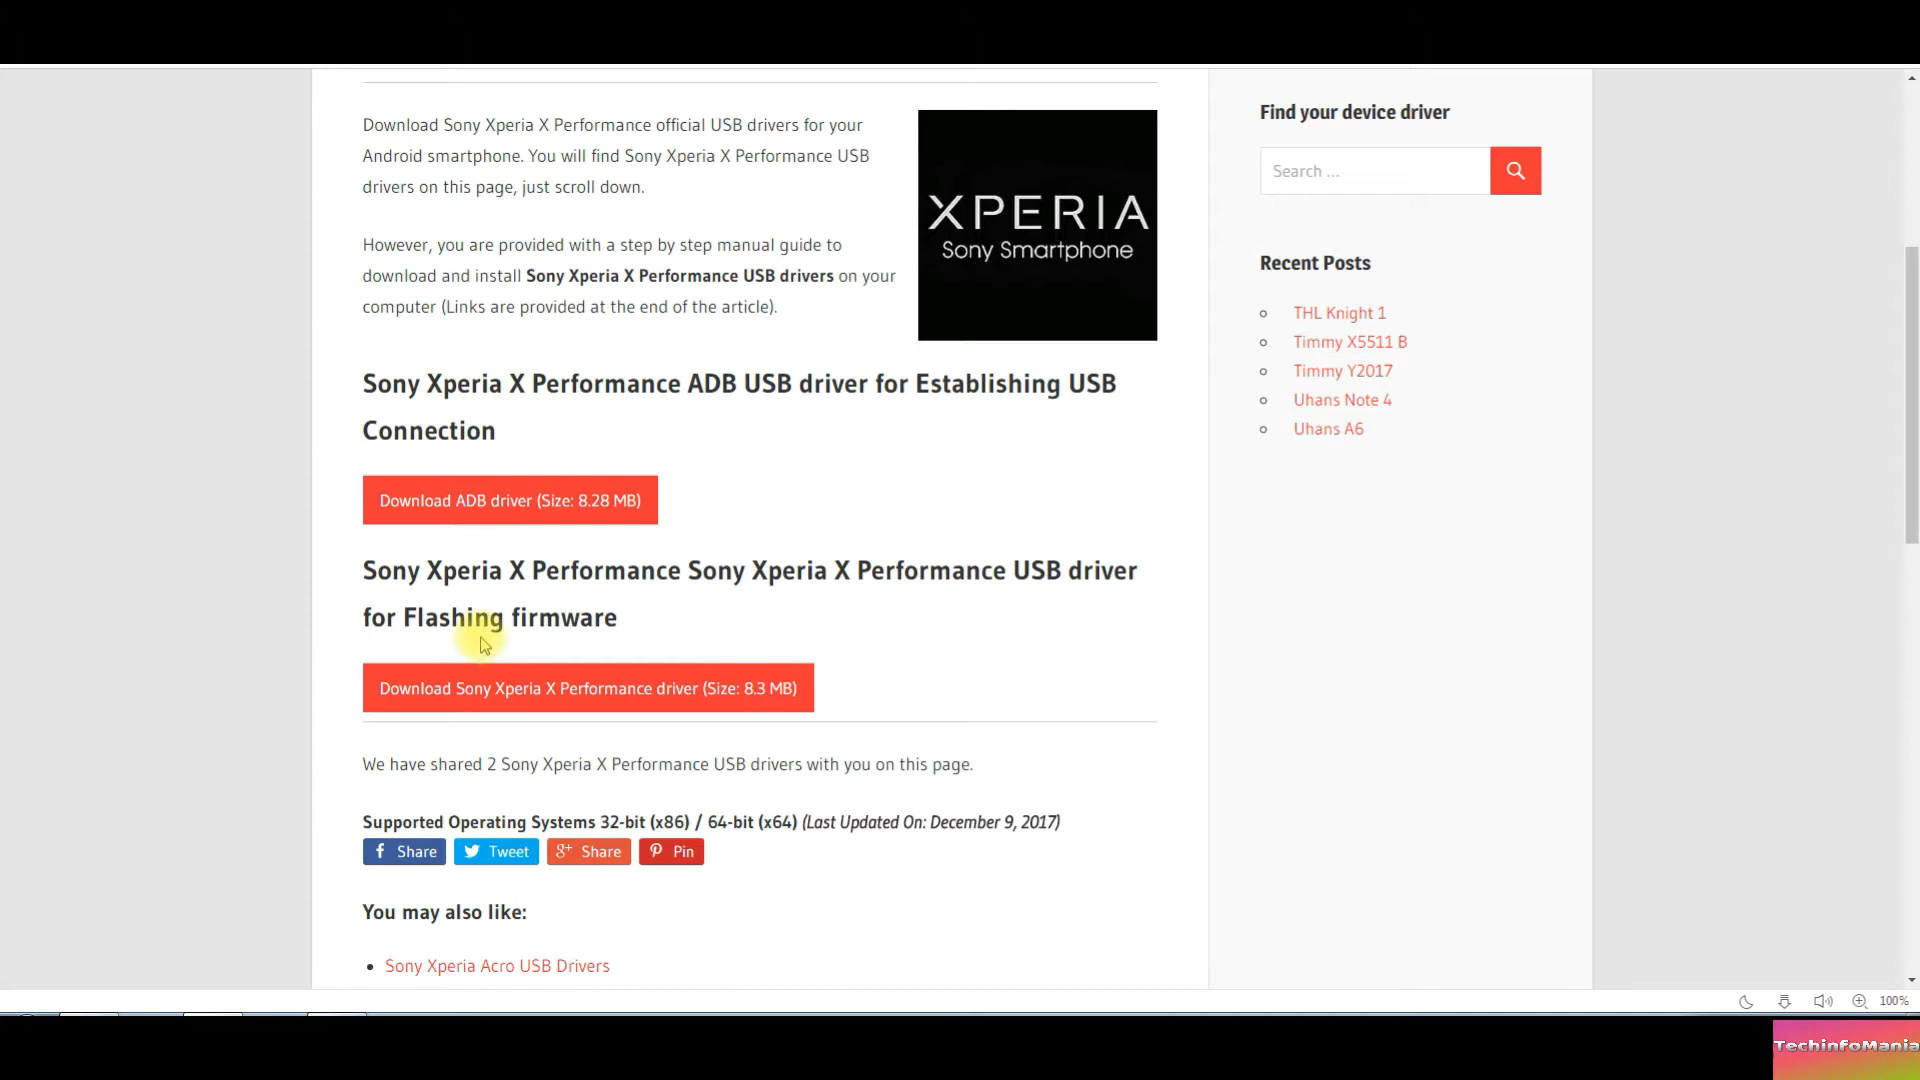 Download Sony Xperia X Performance official USB drivers for your
Android smartphone. You will find Sony Xperia X Performance USB
drivers on this page, just scroll down.
However, you are provided with a step by step manual guide to
download and install Sony Xperia X Performance USB drivers on your
computer (Links are provided at the end of the article).
XPERIA
Sony Smartphone
Sony Xperia X Performance ADB USB driver for Establishing USB
Connection
Download ADB driver (Size: 8.28 MB)
Sony Xperia X Performance Sony Xperia X Performance USB driver
for Flashing firmware
Download Sony Xperia X Performance driver (Size: 8.3 MB)
We have shared 2 Sony Xperia X Performance USB drivers with you on this page.
Supported Operating Systems 32-bit (x86) / 64-bit (x64) (Last Updated On: December 9, 2017)
Share
Tweet
Share
Pin
You may also like:
Sony Xperia Acro USB Drivers
Find your device driver
Search ...
Recent Posts
THL Knight 1
Timmy X5511 B
Timmy Y2017
Uhans Note 4
Uhans A6
100%
TechinfoMania